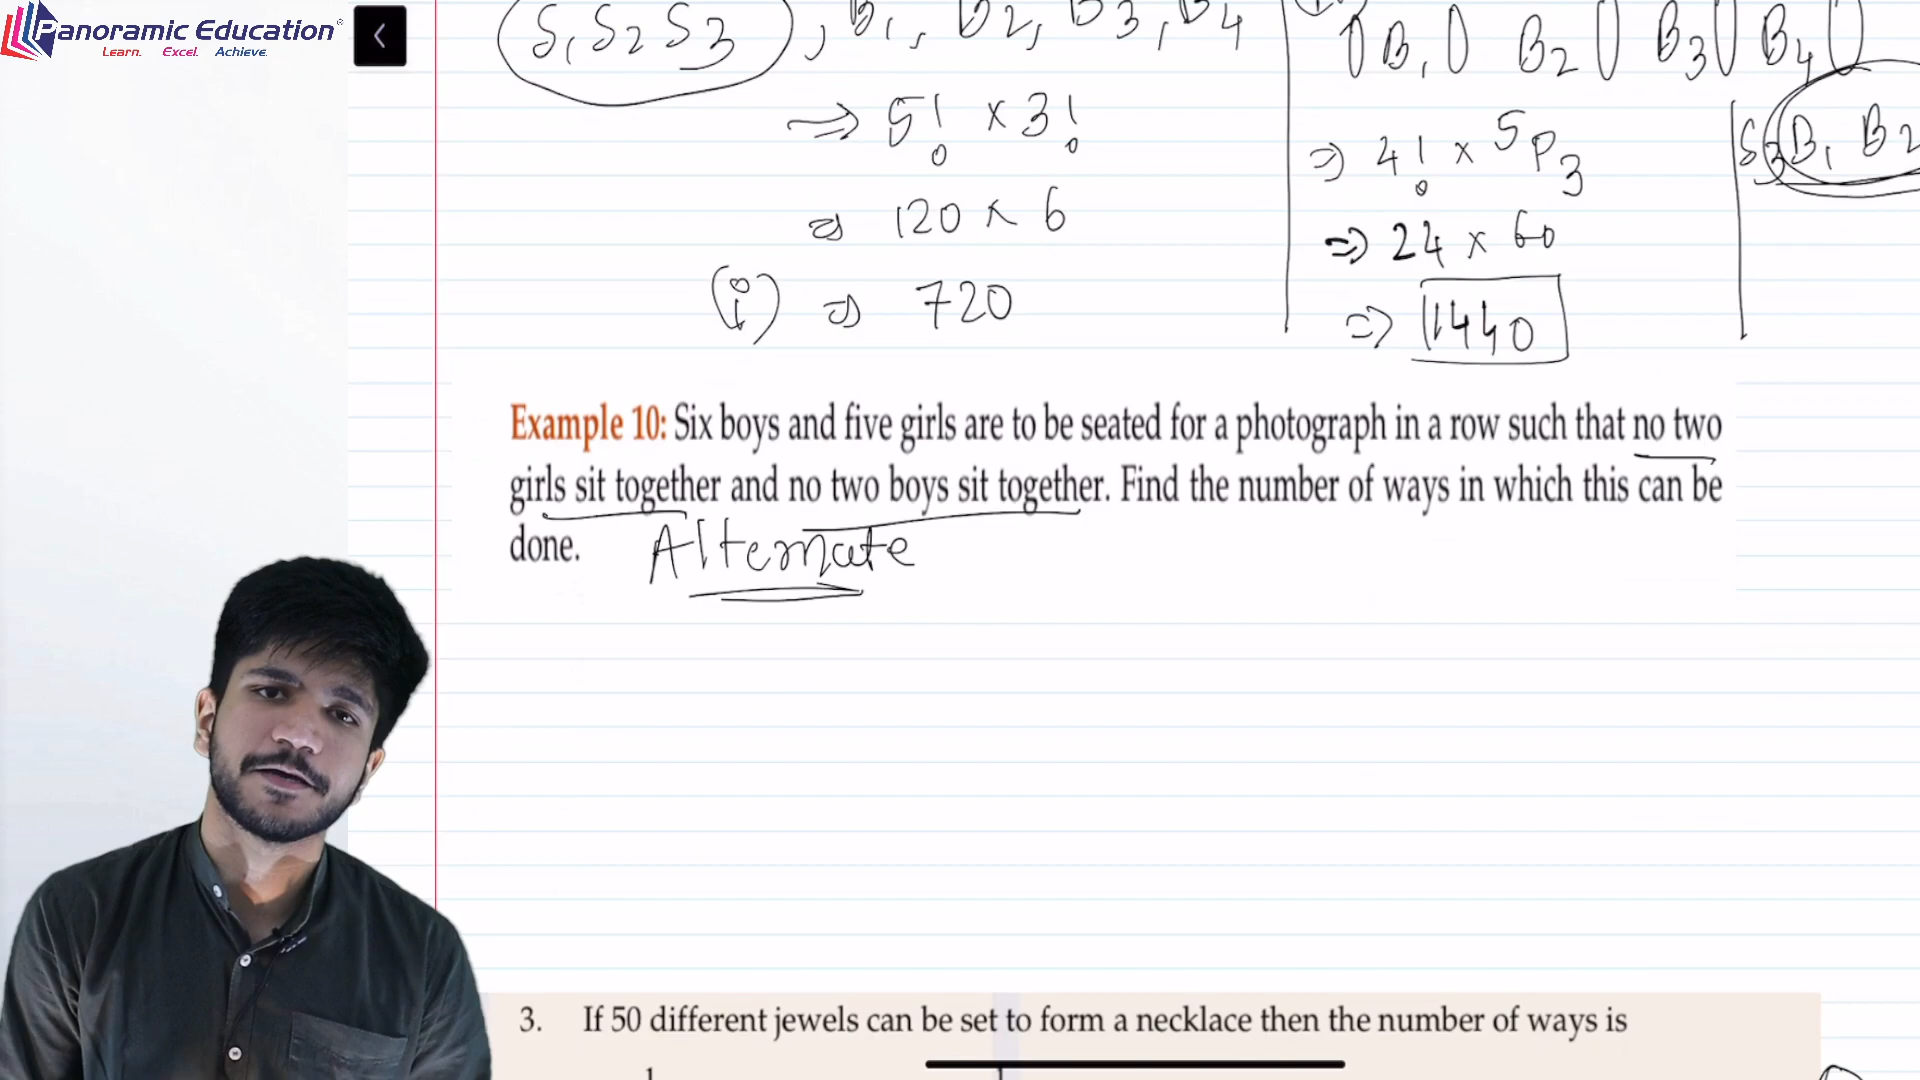 Panoramic Education®
Learn. Excel. Achieve.
S1 S2 S3 , B1, B2, B3, B4
⇒ 5! × 3!
⇒ 120 × 6
(i) ⇒ 720
B1 B2 B3 B4
⇒ 4! × 5P3
⇒ 24 × 60
⇒ 1440
B1 B2
Example 10: Six boys and five girls are to be seated for a photograph in a row such that no two
girls sit together and no two boys sit together. Find the number of ways in which this can be
done. Alternate
3. If 50 different jewels can be set to form a necklace then the number of ways is